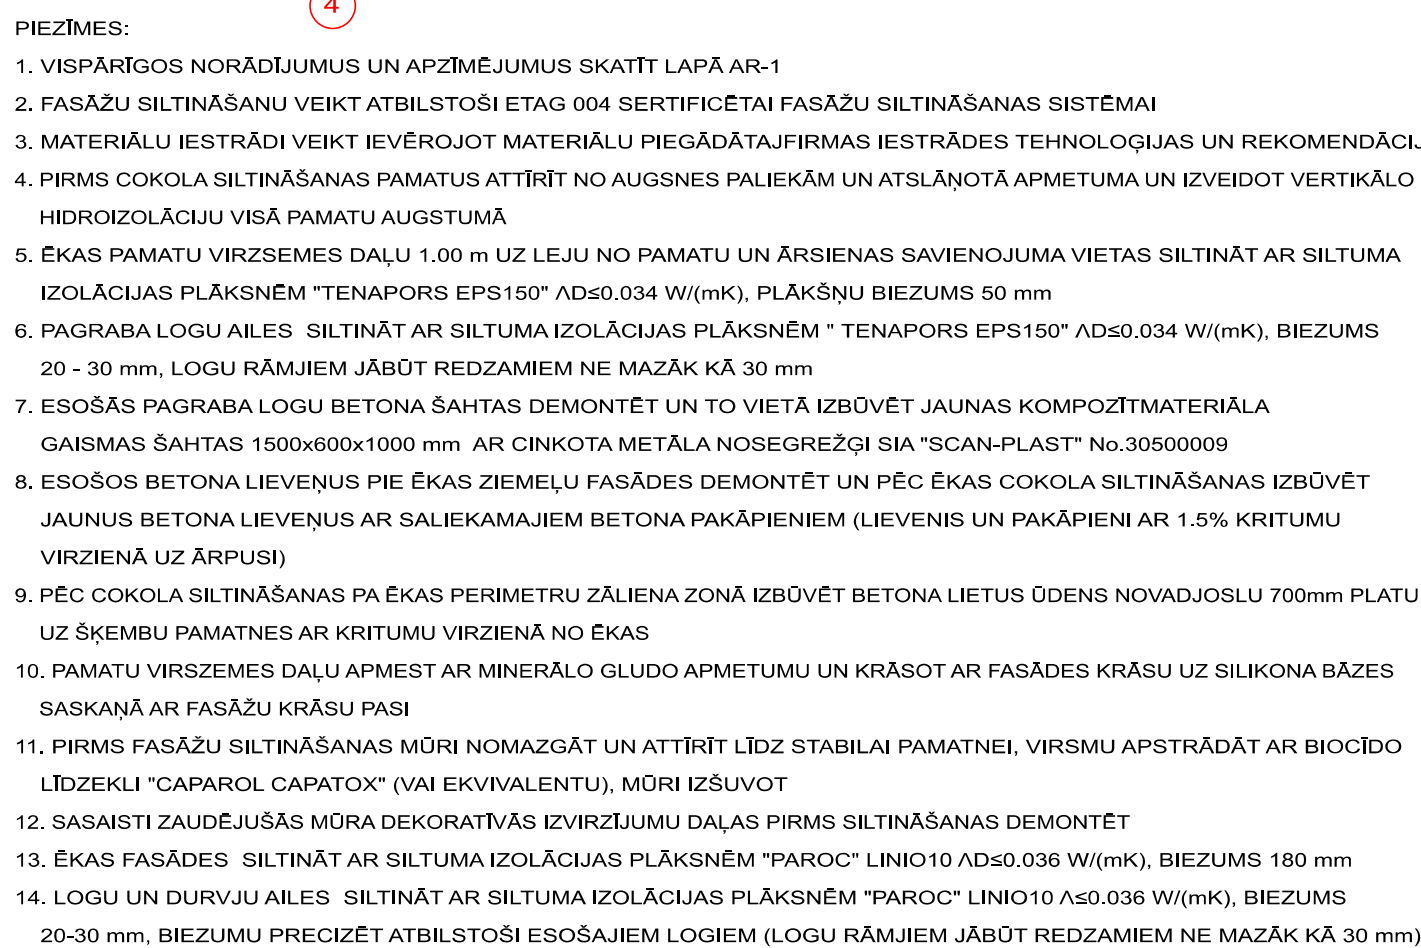 4
PIEZĪMES:
1. VISPĀRĪGOS NORĀDĪJUMUS UN APZĪMĒJUMUS SKATĪT LAPĀ AR-1
2. FASĀŽU SILTINĀŠANU VEIKT ATBILSTOŠI ETAG 004 SERTIFICĒTAI FASĀŽU SILTINĀŠANAS SISTĒMAI
3. MATERIĀLU IESTRĀDI VEIKT IEVĒROJOT MATERIĀLU PIEGĀDĀTAJFIRMAS IESTRĀDES TEHNOLOĢIJAS UN REKOMENDĀCIJ
4. PIRMS COKOLA SILTINĀŠANAS PAMATUS ATTĪRĪT NO AUGSNES PALIEKĀM UN ATSLĀŅOTĀ APMETUMA UN IZVEIDOT VERTIKĀLO
HIDROIZOLĀCIJU VISĀ PAMATU AUGSTUMĀ
5. ĒKAS PAMATU VIRZSEMES DAĻU 1.00 m UZ LEJU NO PAMATU UN ĀRSIENAS SAVIENOJUMA VIETAS SILTINĀT AR SILTUMA
IZOLĀCIJAS PLĀKSNĒM "TENAPORS EPS150" ΛD≤0.034 W/(mK), PLĀKŠŅU BIEZUMS 50 mm
6. PAGRABA LOGU AILES SILTINĀT AR SILTUMA IZOLĀCIJAS PLĀKSNĒM " TENAPORS EPS150" ΛD≤0.034 W/(mK), BIEZUMS
20 - 30 mm, LOGU RĀMJIEM JĀBŪT REDZAMIEM NE MAZĀK KĀ 30 mm
7. ESOŠĀS PAGRABA LOGU BETONA ŠAHTAS DEMONTĒT UN TO VIETĀ IZBŪVĒT JAUNAS KOMPOZĪTMATERIĀLA
GAISMAS ŠAHTAS 1500x600x1000 mm AR CINKOTA METĀLA NOSEGREŽĢI SIA "SCAN-PLAST" No.30500009
8. ESOŠOS BETONA LIEVEŅUS PIE ĒKAS ZIEMEĻU FASĀDES DEMONTĒT UN PĒC ĒKAS COKOLA SILTINĀŠANAS IZBŪVĒT
JAUNUS BETONA LIEVEŅUS AR SALIEKAMAJIEM BETONA PAKĀPIENIEM (LIEVENIS UN PAKĀPIENI AR 1.5% KRITUMU
VIRZIENĀ UZ ĀRPUSI)
9. PĒC COKOLA SILTINĀŠANAS PA ĒKAS PERIMETRU ZĀLIENA ZONĀ IZBŪVĒT BETONA LIETUS ŪDENS NOVADJOSLU 700mm PLATU
UZ ŠĶEMBU PAMATNES AR KRITUMU VIRZIENĀ NO ĒKAS
10. PAMATU VIRSZEMES DAĻU APMEST AR MINERĀLO GLUDO APMETUMU UN KRĀSOT AR FASĀDES KRĀSU UZ SILIKONA BĀZES
SASKAŅĀ AR FASĀŽU KRĀSU PASI
11. PIRMS FASĀŽU SILTINĀŠANAS MŪRI NOMAZGĀT UN ATTĪRĪT LĪDZ STABILAI PAMATNEI, VIRSMU APSTRĀDĀT AR BIOCĪDO
LĪDZEKLI "CAPAROL CAPATOX" (VAI EKVIVALENTU), MŪRI IZŠUVOT
12. SASAISTI ZAUDĒJUŠĀS MŪRA DEKORATĪVĀS IZVIRZĪJUMU DAĻAS PIRMS SILTINĀŠANAS DEMONTĒT
13. ĒKAS FASĀDES SILTINĀT AR SILTUMA IZOLĀCIJAS PLĀKSNĒM "PAROC" LINIO10 ΛD≤0.036 W/(mK), BIEZUMS 180 mm
14. LOGU UN DURVJU AILES SILTINĀT AR SILTUMA IZOLĀCIJAS PLĀKSNĒM "PAROC" LINIO10 Λ≤0.036 W/(mK), BIEZUMS
20-30 mm, BIEZUMU PRECIZĒT ATBILSTOŠI ESOŠAJIEM LOGIEM (LOGU RĀMJIEM JĀBŪT REDZAMIEM NE MAZĀK KĀ 30 mm)